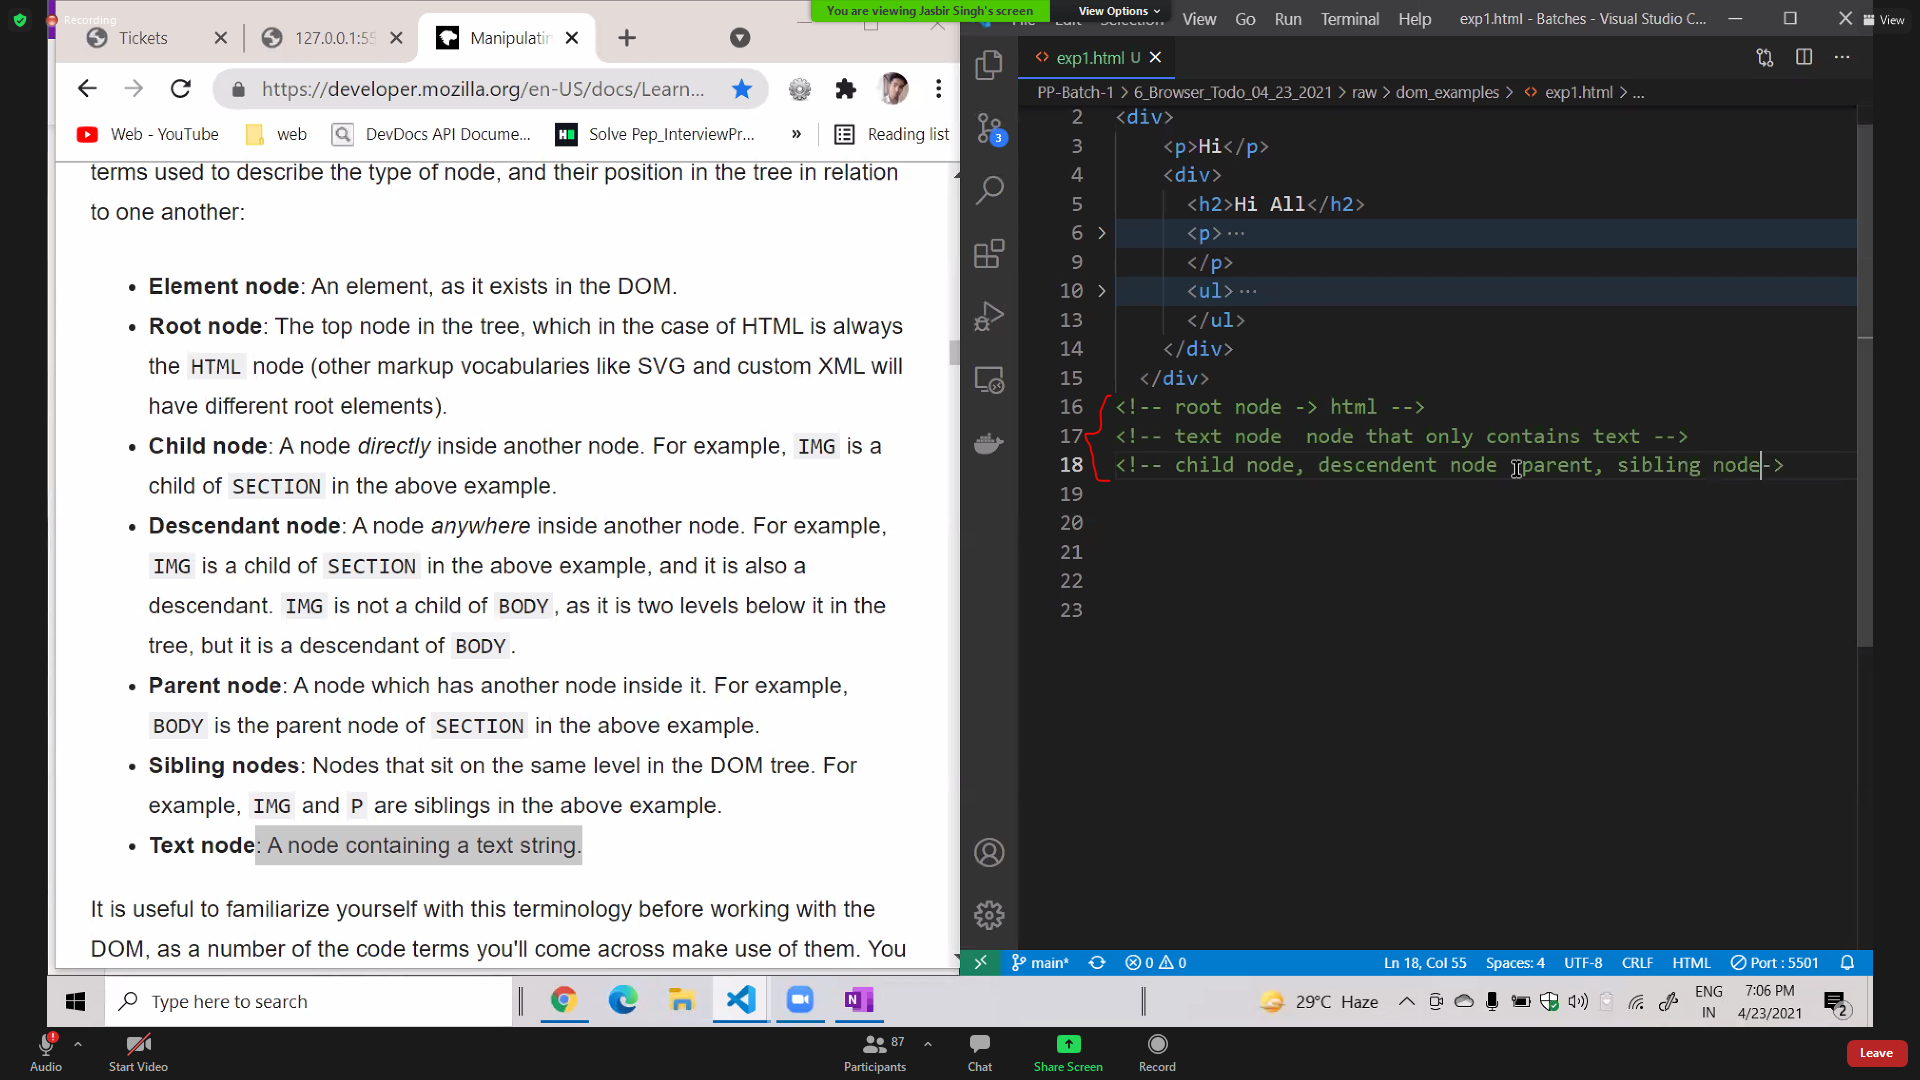 Recording
You are viewing Jasbir Singh's screen
View Options
View
Tickets
127.0.0.1:55
Manipulatin
https://developer.mozilla.org/en-US/docs/Learn...
Web - YouTube
web
DevDocs API Docume...
Solve Pep_InterviewPr...
»
Reading list
terms used to describe the type of node, and their position in the tree in relation
to one another:
Element node: An element, as it exists in the DOM.
Root node: The top node in the tree, which in the case of HTML is always
the HTML node (other markup vocabularies like SVG and custom XML will
have different root elements).
Child node: A node directly inside another node. For example, IMG is a
child of SECTION in the above example.
Descendant node: A node anywhere inside another node. For example,
IMG is a child of SECTION in the above example, and it is also a
descendant. IMG is not a child of BODY, as it is two levels below it in the
tree, but it is a descendant of BODY.
Parent node: A node which has another node inside it. For example,
BODY is the parent node of SECTION in the above example.
Sibling nodes: Nodes that sit on the same level in the DOM tree. For
example, IMG and P are siblings in the above example.
Text node: A node containing a text string.
It is useful to familiarize yourself with this terminology before working with the
DOM, as a number of the code terms you'll come across make use of them. You
File Edit Selection View Go Run Terminal Help
exp1.html - Batches - Visual Studio C...
exp1.html U
PP-Batch-1 > 6_Browser_Todo_04_23_2021 > raw > dom_examples > exp1.html > ...
3
2 <div>
3 <p>Hi</p>
4 <div>
5 <h2>Hi All</h2>
6 <p>...
9 </p>
10 <ul>...
13 </ul>
14 </div>
15 </div>
16 <!-- root node -> html -->
17 <!-- text node  node that only contains text -->
18 <!-- child node, descendent node parent, sibling node->
19
20
21
22
23
main*
0 0
Ln 18, Col 55
Spaces: 4
UTF-8
CRLF
HTML
Port : 5501
Type here to search
29°C Haze
ENG
IN
7:06 PM
4/23/2021
2
Audio
Start Video
87
Participants
Chat
Share Screen
Record
Leave